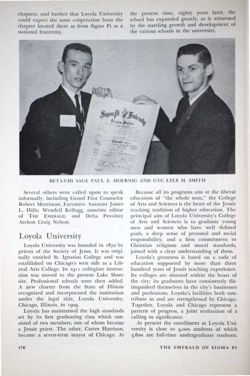 chapters, and further that Loyola University
could expect the same coöperation from the
chapter located there as from Sigma Pi as a
national fraternity.
the present time, eighty years later, the
school has expanded greatly, as is witnessed
by the startling growth and development of
the various schools in the university.
Sigma Pi
BETA-CHI SAGE PAUL E. HOERNIG AND GTC LYLE H. SMITH
Several others were called upon to speak
informally, including Grand First Counselor
Robert Merriman, Executive Assistant James
L. Hills; Wendell Kellogg, associate editor
of THE EMERALD; and Delta Province
Archon Craig Nelson.
Loyola University
Loyola University was founded in 1870 by
priests of the Society of Jesus. It was origi-
nally entitled St. Ignatius College and was
established on Chicago's west side as a Lib-
eral Arts College. In 1912 collegiate instruc-
tion was moved to the present Lake Shore
site. Professional schools were then added.
A new charter from the State of Illinois
recognized and incorporated the institution
under the legal title, Loyola University,
Chicago, Illinois, in 1909.
Loyola has maintained the high standards
set by its first graduating class which con-
sisted of two members, one of whom became
a Jesuit priest. The other, Carter Harrison,
became a seven-term mayor of Chicago. At
Because all its programs aim at the liberal
education of "the whole man," the College
of Arts and Sciences is the heart of the Jesuit
teaching tradition of higher education. The
principal aim of Loyola University's College
of Arts and Sciences is to graduate young
men and women who have well defined
goals, a deep sense of personal and social
responsibility, and a firm commitment to
Christian religious and moral standards,
along with a clear understanding of them.
Loyola's greatness is based on a code of
education supported by more than three
hundred years of Jesuit teaching experience.
Its colleges are situated within the heart of
the city; its graduates have consistently dis-
tinguished themselves in the city's businesses
and professions. Loyola's facilities both con-
tribute to and are strengthened by Chicago.
Together, Loyola and Chicago represent a
pattern of progress, a joint realization of a
calling to significance.
At present the enrollment at Loyola Uni-
versity is close to 9,000 students of which
3,800 are full-time undergraduate students.
176
THE EMERALD OF SIGMA PI